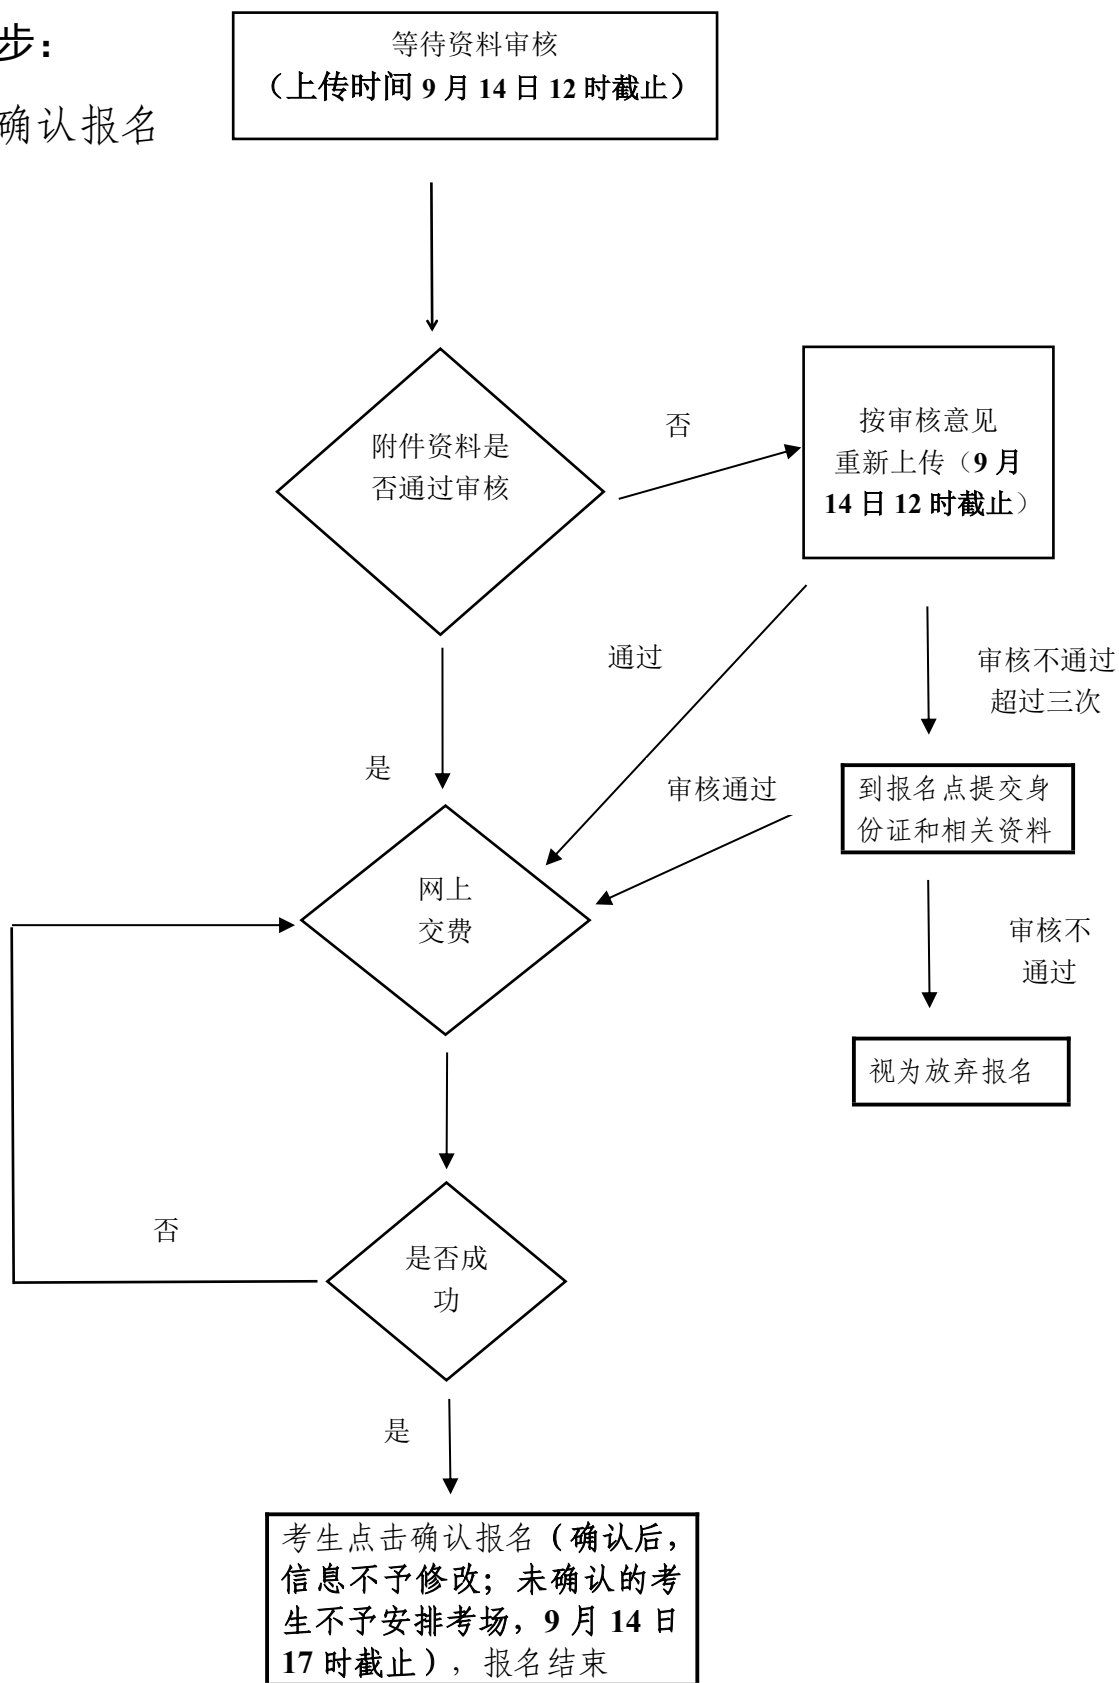 步：
确认报名
等待资料审核
（上传时间 9 月 14 日 12 时截止）
附件资料是
否通过审核
否
按审核意见
重新上传（9 月
14 日 12 时截止）
通过
审核不通过
超过三次
是
审核通过
到报名点提交身
份证和相关资料
网上
交费
审核不
通过
视为放弃报名
否
是否成
功
是
考生点击确认报名（确认后，
信息不予修改；未确认的考
生不予安排考场，9 月 14 日
17 时截止），报名结束